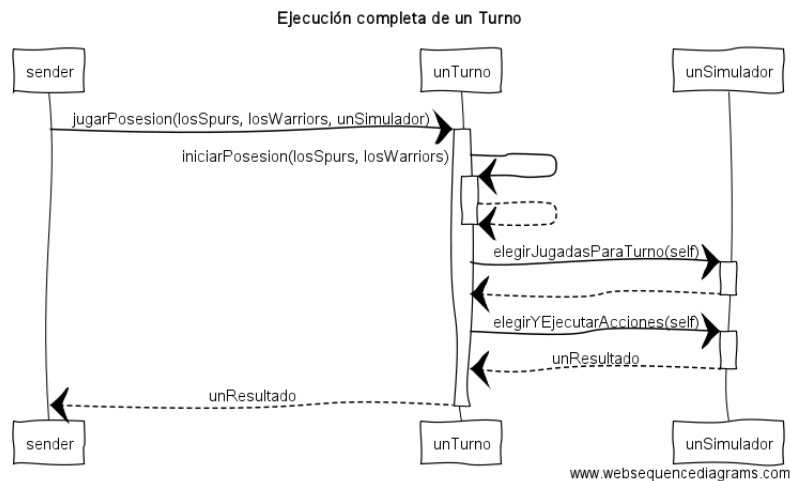 Ejecución completa de un Turno
sender
unTurno
unSimulador
jugarPosesion(losSpurs, losWarriors, unSimulador)
iniciarPosesion(losSpurs, losWarriors)
elegirJugadasParaTurno(self)
elegirYEjecutarAcciones(self)
unResultado
unResultado
sender
unTurno
unSimulador
www.websequencediagrams.com